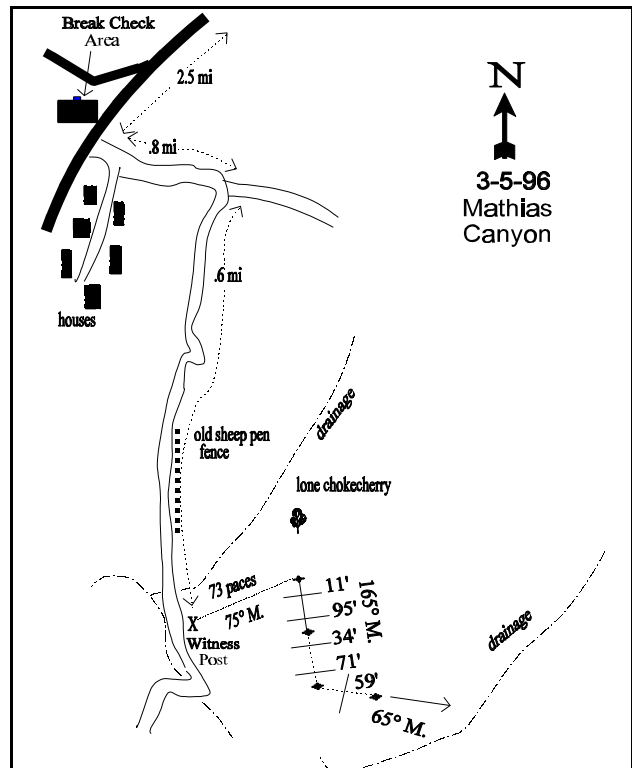 Break Check
Area
2.5 mi
N
.8 mi
3-5-96
Mathias
Canyon
.6 mi
houses
drainage
old sheep pen
fence
lone chokecherry
73 paces
75° M.
11'
165° M.
95'
X
Witness
Post
34'
71'
59'
drainage
65° M.